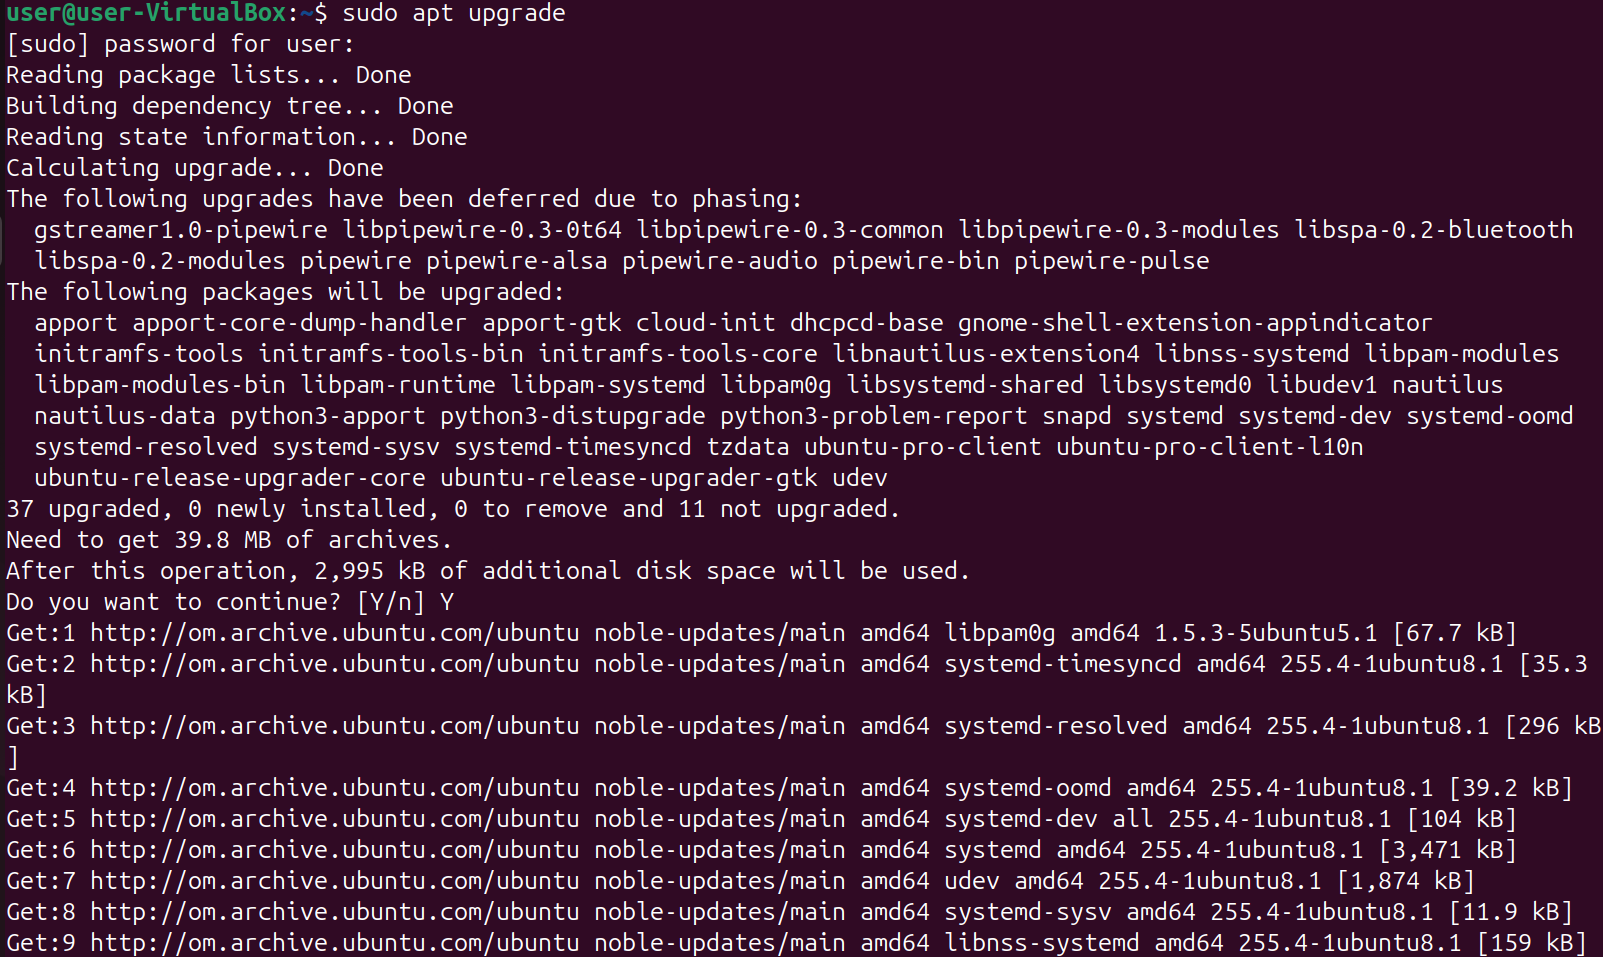 user@user-VirtualBox:~$ sudo apt upgrade
[sudo] password for user:
Reading package lists... Done
Building dependency tree... Done
Reading state information... Done
Calculating upgrade... Done
The following upgrades have been deferred due to phasing:
  gstreamer1.0-pipewire libpipewire-0.3-0t64 libpipewire-0.3-common libpipewire-0.3-modules libspa-0.2-bluetooth
  libspa-0.2-modules pipewire pipewire-alsa pipewire-audio pipewire-bin pipewire-pulse
The following packages will be upgraded:
  apport apport-core-dump-handler apport-gtk cloud-init dhcpcd-base gnome-shell-extension-appindicator
  initramfs-tools initramfs-tools-bin initramfs-tools-core libnautilus-extension4 libnss-systemd libpam-modules
  libpam-modules-bin libpam-runtime libpam-systemd libpam0g libsystemd-shared libsystemd0 libudev1 nautilus
  nautilus-data python3-apport python3-distupgrade python3-problem-report snapd systemd systemd-dev systemd-oomd
  systemd-resolved systemd-sysv systemd-timesyncd tzdata ubuntu-pro-client ubuntu-pro-client-l10n
  ubuntu-release-upgrader-core ubuntu-release-upgrader-gtk udev
37 upgraded, 0 newly installed, 0 to remove and 11 not upgraded.
Need to get 39.8 MB of archives.
After this operation, 2,995 kB of additional disk space will be used.
Do you want to continue? [Y/n] Y
Get:1 http://om.archive.ubuntu.com/ubuntu noble-updates/main amd64 libpam0g amd64 1.5.3-5ubuntu5.1 [67.7 kB]
Get:2 http://om.archive.ubuntu.com/ubuntu noble-updates/main amd64 systemd-timesyncd amd64 255.4-1ubuntu8.1 [35.3
kB]
Get:3 http://om.archive.ubuntu.com/ubuntu noble-updates/main amd64 systemd-resolved amd64 255.4-1ubuntu8.1 [296 kB
]
Get:4 http://om.archive.ubuntu.com/ubuntu noble-updates/main amd64 systemd-oomd amd64 255.4-1ubuntu8.1 [39.2 kB]
Get:5 http://om.archive.ubuntu.com/ubuntu noble-updates/main amd64 systemd-dev all 255.4-1ubuntu8.1 [104 kB]
Get:6 http://om.archive.ubuntu.com/ubuntu noble-updates/main amd64 systemd amd64 255.4-1ubuntu8.1 [3,471 kB]
Get:7 http://om.archive.ubuntu.com/ubuntu noble-updates/main amd64 udev amd64 255.4-1ubuntu8.1 [1,874 kB]
Get:8 http://om.archive.ubuntu.com/ubuntu noble-updates/main amd64 systemd-sysv amd64 255.4-1ubuntu8.1 [11.9 kB]
Get:9 http://om.archive.ubuntu.com/ubuntu noble-updates/main amd64 libnss-systemd amd64 255.4-1ubuntu8.1 [159 kB]